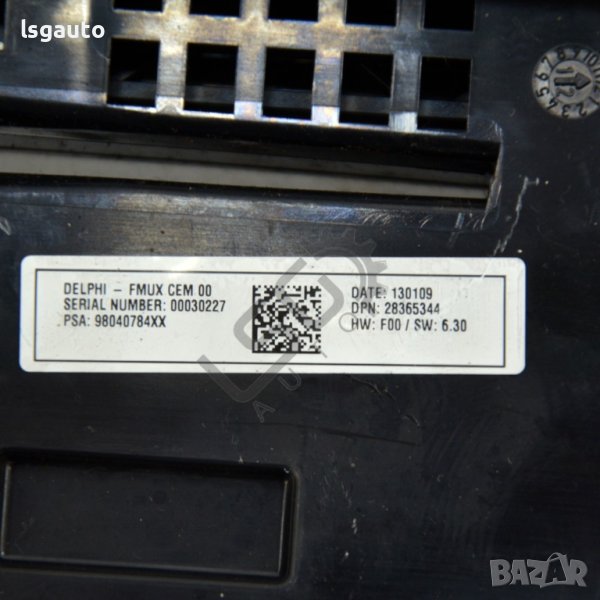 lsgauto
DELPHI – FMUX CEM 00
SERIAL NUMBER: 00030227
PSA: 98040784XX
DATE: 130109
DPN: 28365344
HW: F00 / SW: 6.30
BAZAR